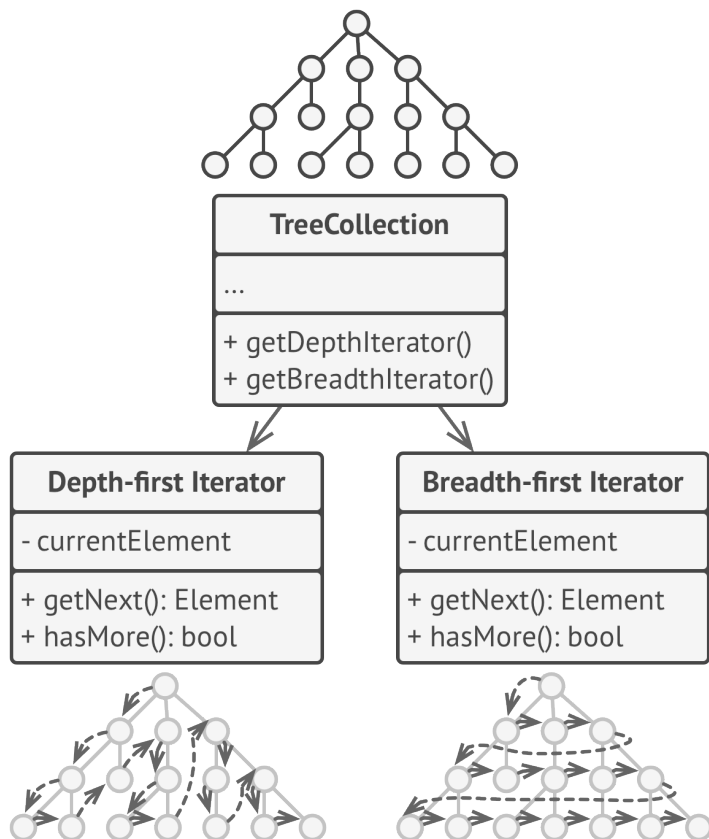 TreeCollection
...
+ getDepthIterator()
+ getBreadthIterator()
Depth-first Iterator
- currentElement
+ getNext(): Element
+ hasMore(): bool
Breadth-first Iterator
- currentElement
+ getNext(): Element
+ hasMore(): bool